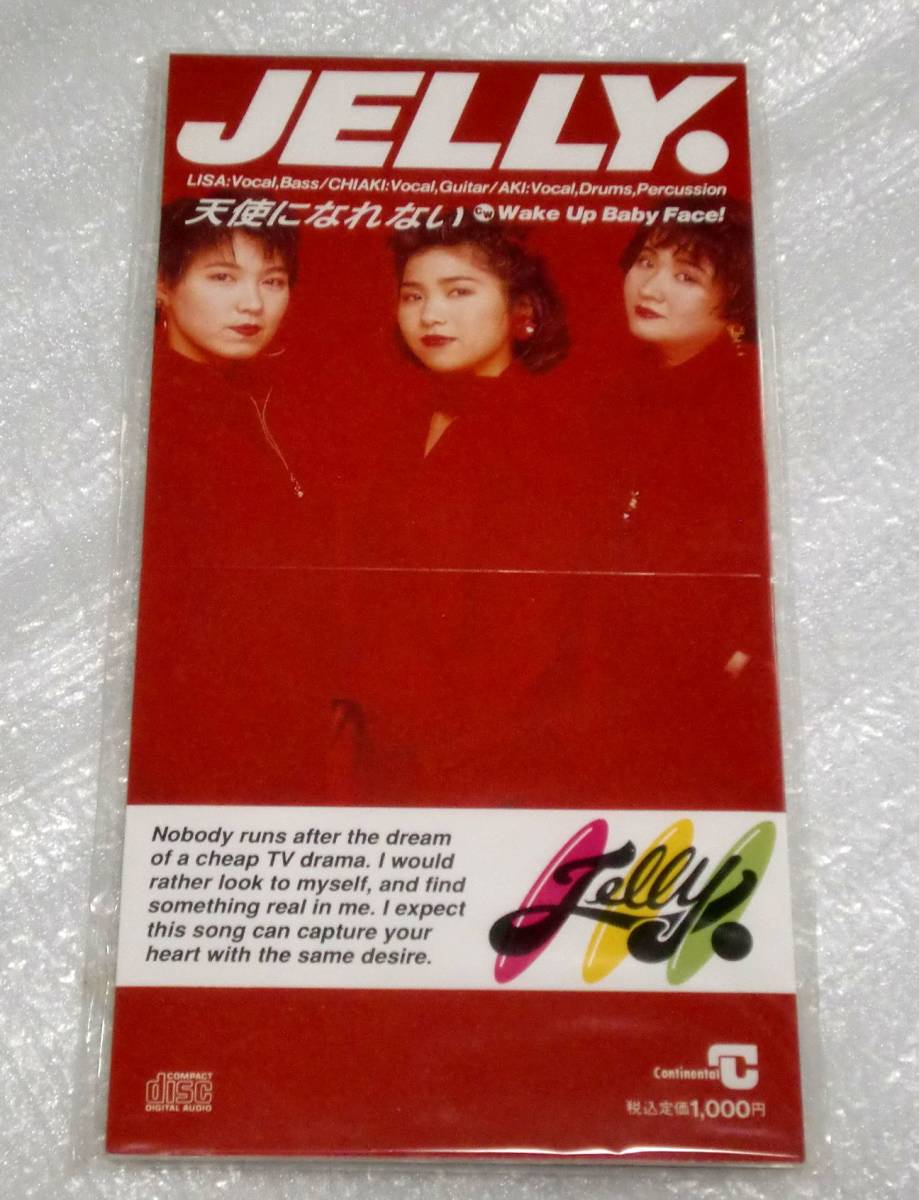 JELLY.
LISA:Vocal,Bass/CHIAKI:Vocal,Guitar/AKI:Vocal,Drums,Percussion
天使になれない C/W Wake Up Baby Face!
Nobody runs after the dream
of a cheap TV drama. I would
rather look to myself, and find
something real in me. I expect
this song can capture your
heart with the same desire.
Jelly.
COMPACT
disc
DIGITAL AUDIO
Continental
税込定価1,000円